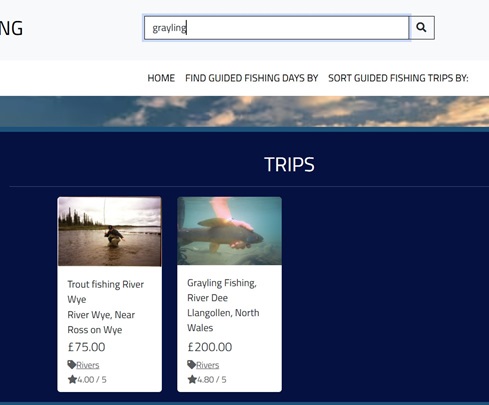 NG
grayling
HOME FIND GUIDED FISHING DAYS BY SORT GUIDED FISHING TRIPS BY:
TRIPS
Trout fishing River
Wye
River Wye, Near
Ross on Wye
£75.00
Rivers
4.00 / 5
Grayling Fishing,
River Dee
Llangollen, North
Wales
£200.00
Rivers
4.80 / 5